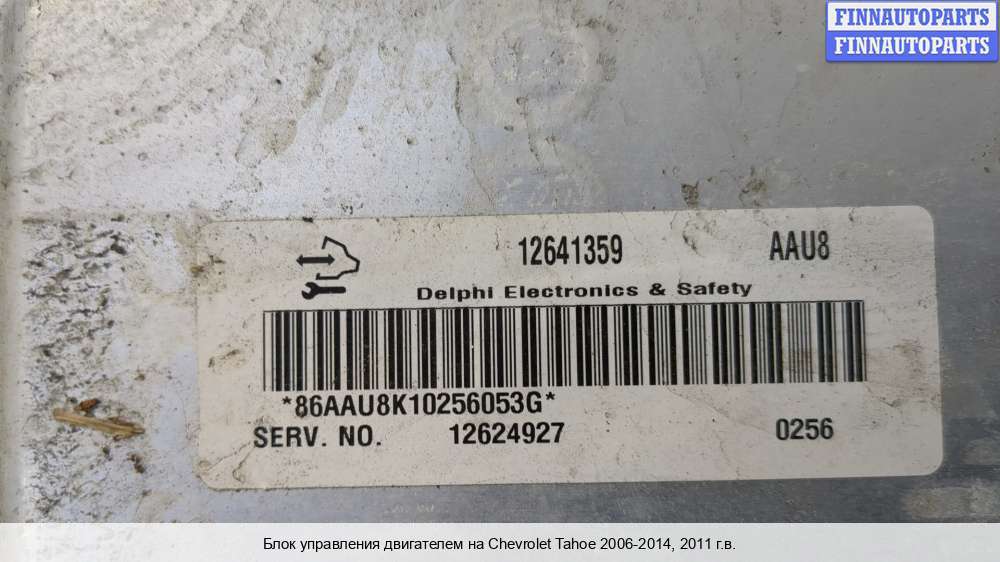 FINNAUTOPARTS
FINNAUTOPARTS
12641359 AAU8
Delphi Electronics & Safety
*86AAU8K10256053G*
SERV. NO. 12624927 0256
Блок управления двигателем на Chevrolet Tahoe 2006-2014, 2011 г.в.